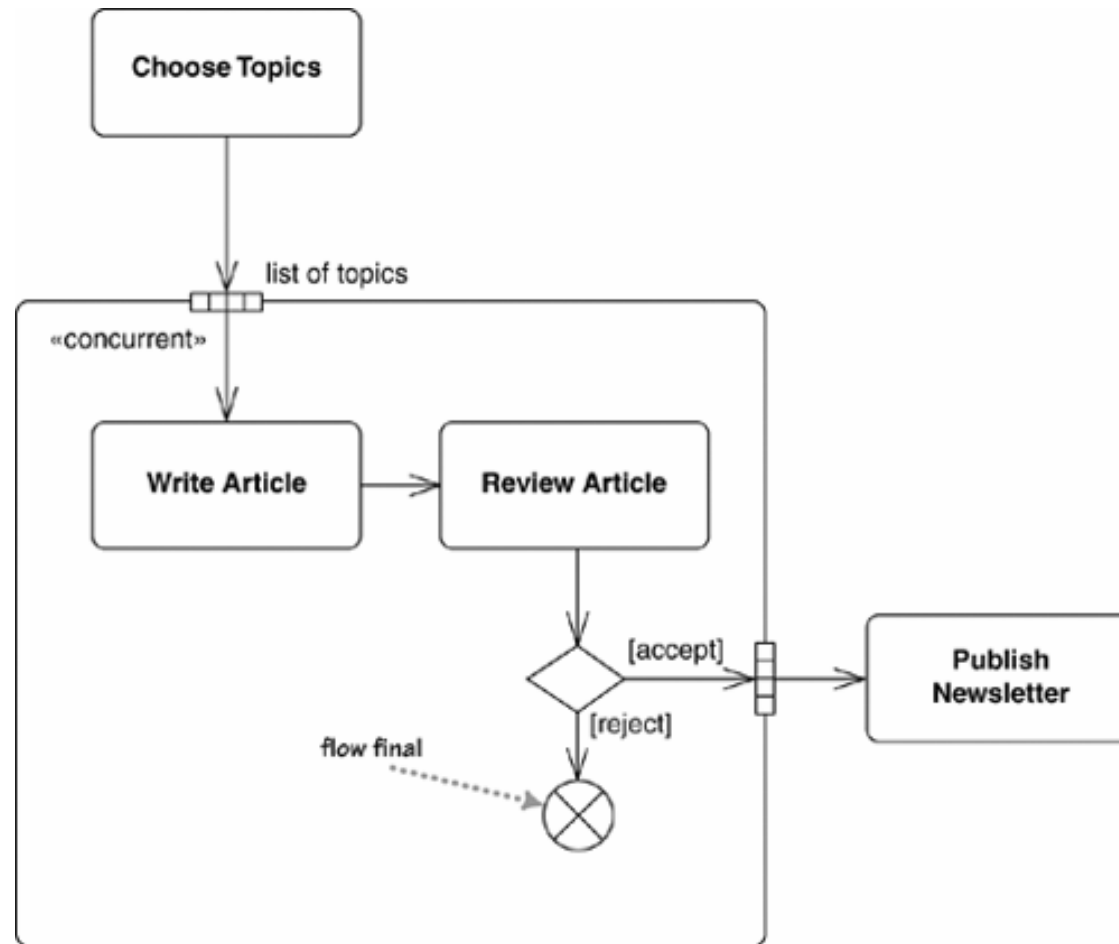 Choose Topics
list of topics
«concurrent»
Write Article
Review Article
[accept]
Publish
Newsletter
[reject]
flow final